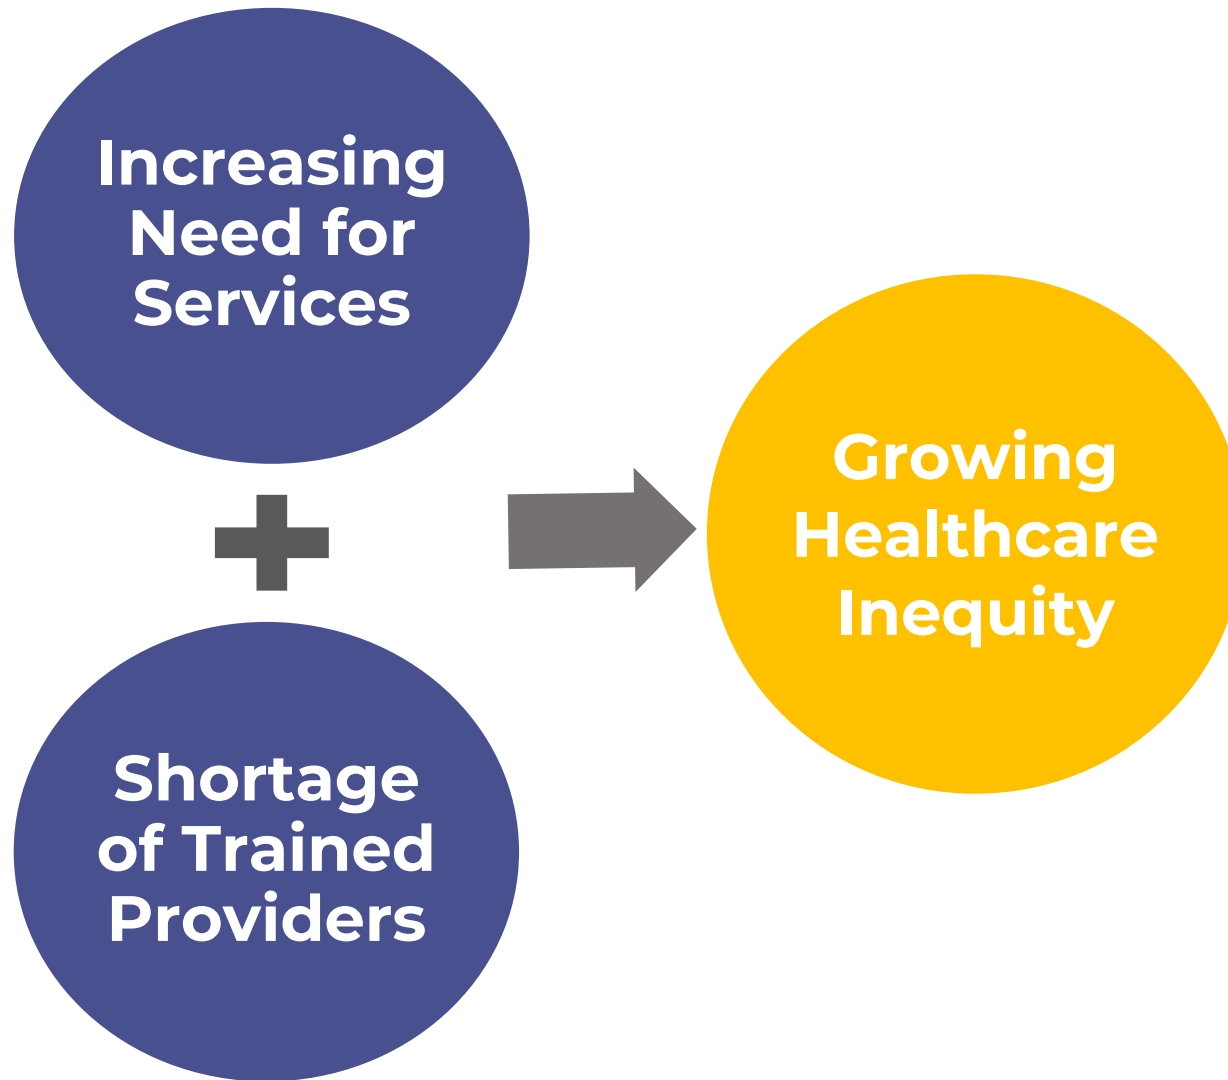 Increasing
Need for
Services
Shortage
of Trained
Providers
Growing
Healthcare
Inequity